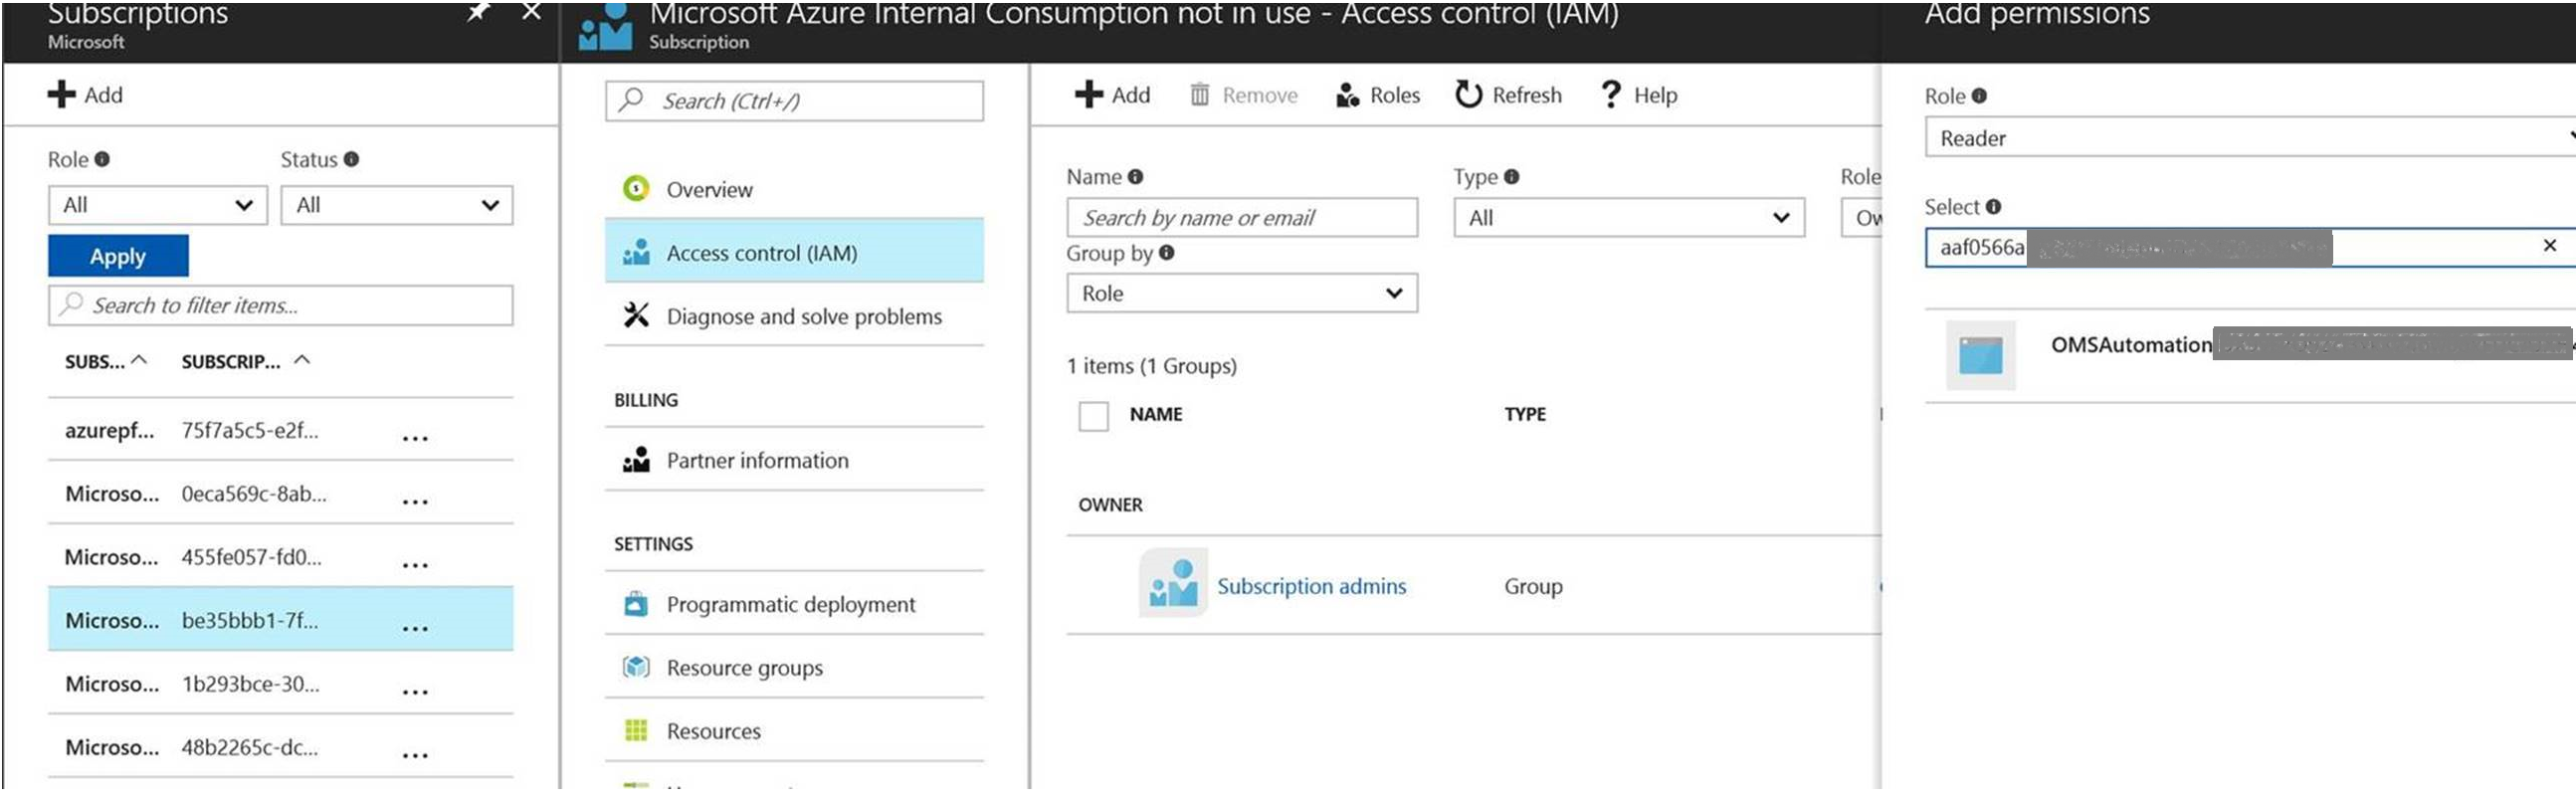 Subscriptions
Microsoft
Add
Role
Status
All
All
Apply
Search to filter items...
SUBS...
SUBSCRIP...
azurepf...
75f7a5c5-e2f...
...
Microso...
0eca569c-8ab...
...
Microso...
455fe057-fd0...
...
Microso...
be35bbb1-7f...
...
Microso...
1b293bce-30...
...
Microso...
48b2265c-dc...
...
Microsoft Azure Internal Consumption not in use - Access control (IAM)
Subscription
Search (Ctrl+/)
Overview
Access control (IAM)
Diagnose and solve problems
BILLING
Partner information
SETTINGS
Programmatic deployment
Resource groups
Resources
Add
Remove
Roles
Refresh
Help
Name
Search by name or email
Type
All
Role
Ow
Group by
Role
1 items (1 Groups)
NAME
TYPE
OWNER
Subscription admins
Group
Add permissions
Role
Reader
Select
aaf0566a
OMSAutomation